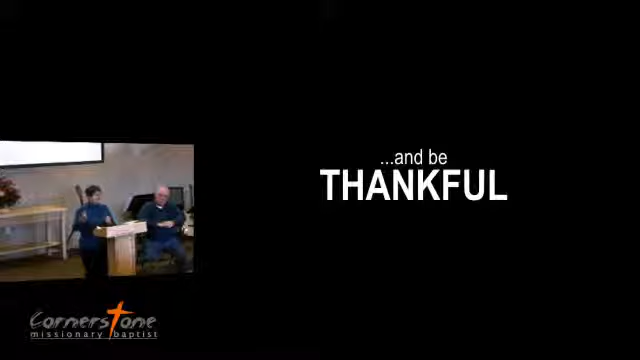 ...and be
THANKFUL
Cornerstone
missionary baptist